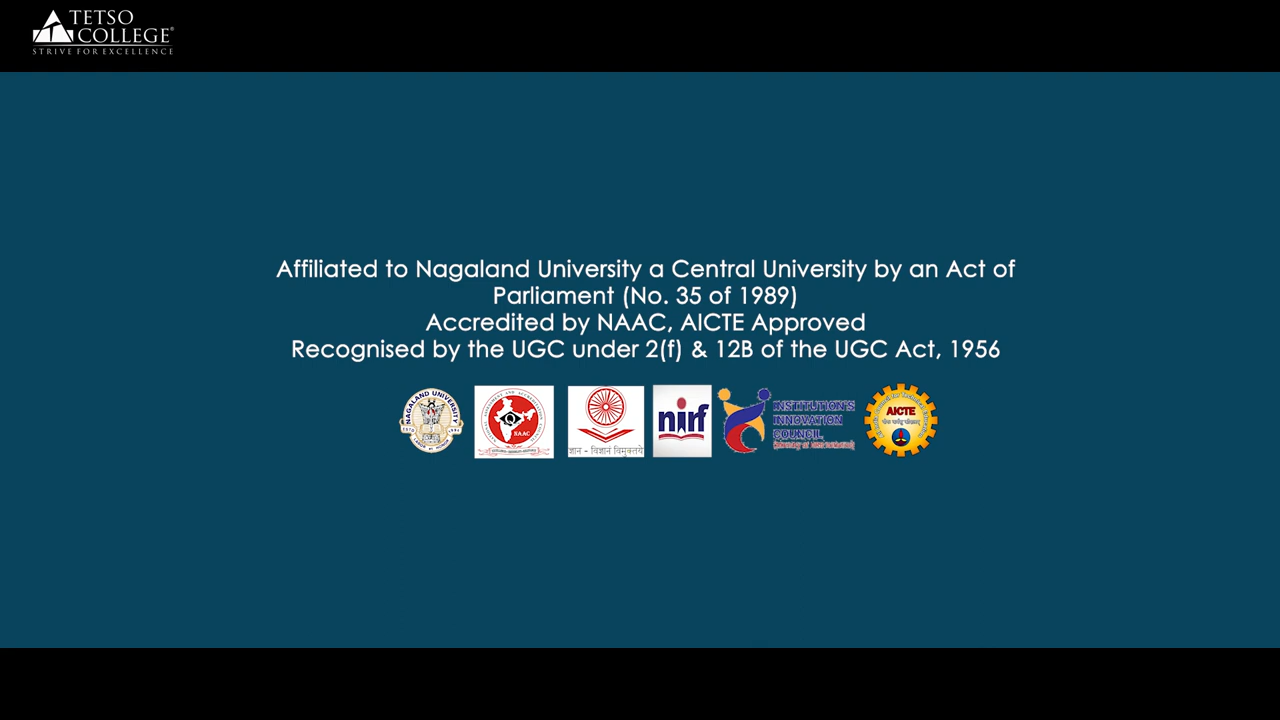 TETSO
COLLEGE®
STRIVE FOR EXCELLENCE
Affiliated to Nagaland University a Central University by an Act of
Parliament (No. 35 of 1989)
Accredited by NAAC, AICTE Approved
Recognised by the UGC under 2(f) & 12B of the UGC Act, 1956
NAGALAND UNIVERSITY
NAAC
ज्ञान - विज्ञानं विमुक्तये
nirf
INSTITUTION'S
INNOVATION
COUNCIL
AICTE